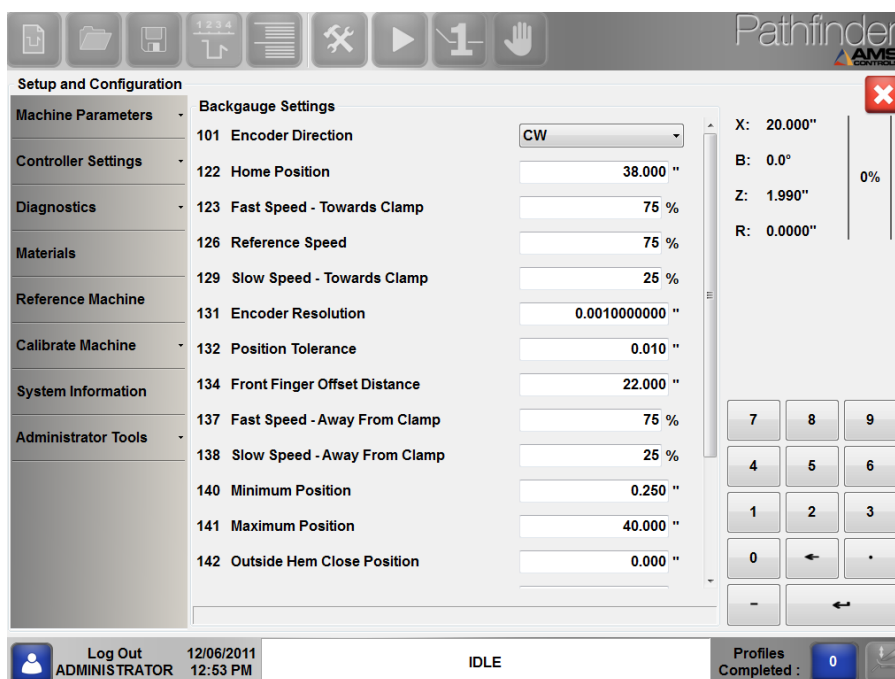 1 2 3 4
1
Pathfinder
AMS
CONTROLS
Setup and Configuration
Machine Parameters
Controller Settings
Diagnostics
Materials
Reference Machine
Calibrate Machine
System Information
Administrator Tools
Backgauge Settings
101 Encoder Direction CW
122 Home Position 38.000 "
123 Fast Speed - Towards Clamp 75 %
126 Reference Speed 75 %
129 Slow Speed - Towards Clamp 25 %
131 Encoder Resolution 0.0010000000 "
132 Position Tolerance 0.010 "
134 Front Finger Offset Distance 22.000 "
137 Fast Speed - Away From Clamp 75 %
138 Slow Speed - Away From Clamp 25 %
140 Minimum Position 0.250 "
141 Maximum Position 40.000 "
142 Outside Hem Close Position 0.000 "
X: 20.000"
B: 0.0°
Z: 1.990"
R: 0.0000"
0%
7 8 9
4 5 6
1 2 3
0 ← .
- ↵
Log Out
ADMINISTRATOR
12/06/2011
12:53 PM
IDLE
Profiles
Completed :
0